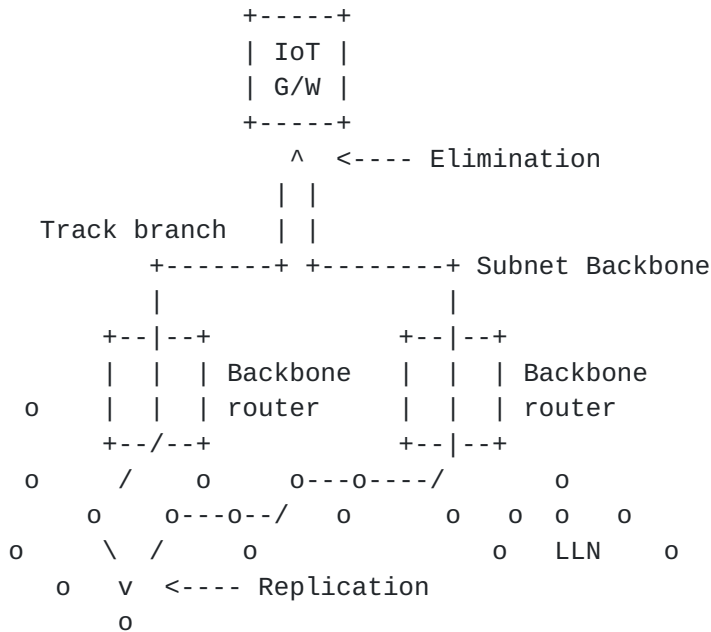 +-----+
| IoT |
| G/W |
+-----+
^  <---- Elimination
| |
Track branch   | |
+-------+ +--------+ Subnet Backbone
|                   |
+--|--+            +--|--+
|  |  | Backbone   |  |  | Backbone
o    |  |  | router     |  |  | router
+--/--+            +--|--+
o     /    o     o---o----/       o
o    o---o--/   o      o   o  o   o
o     \  /     o               o   LLN    o
o   v  <---- Replication
o